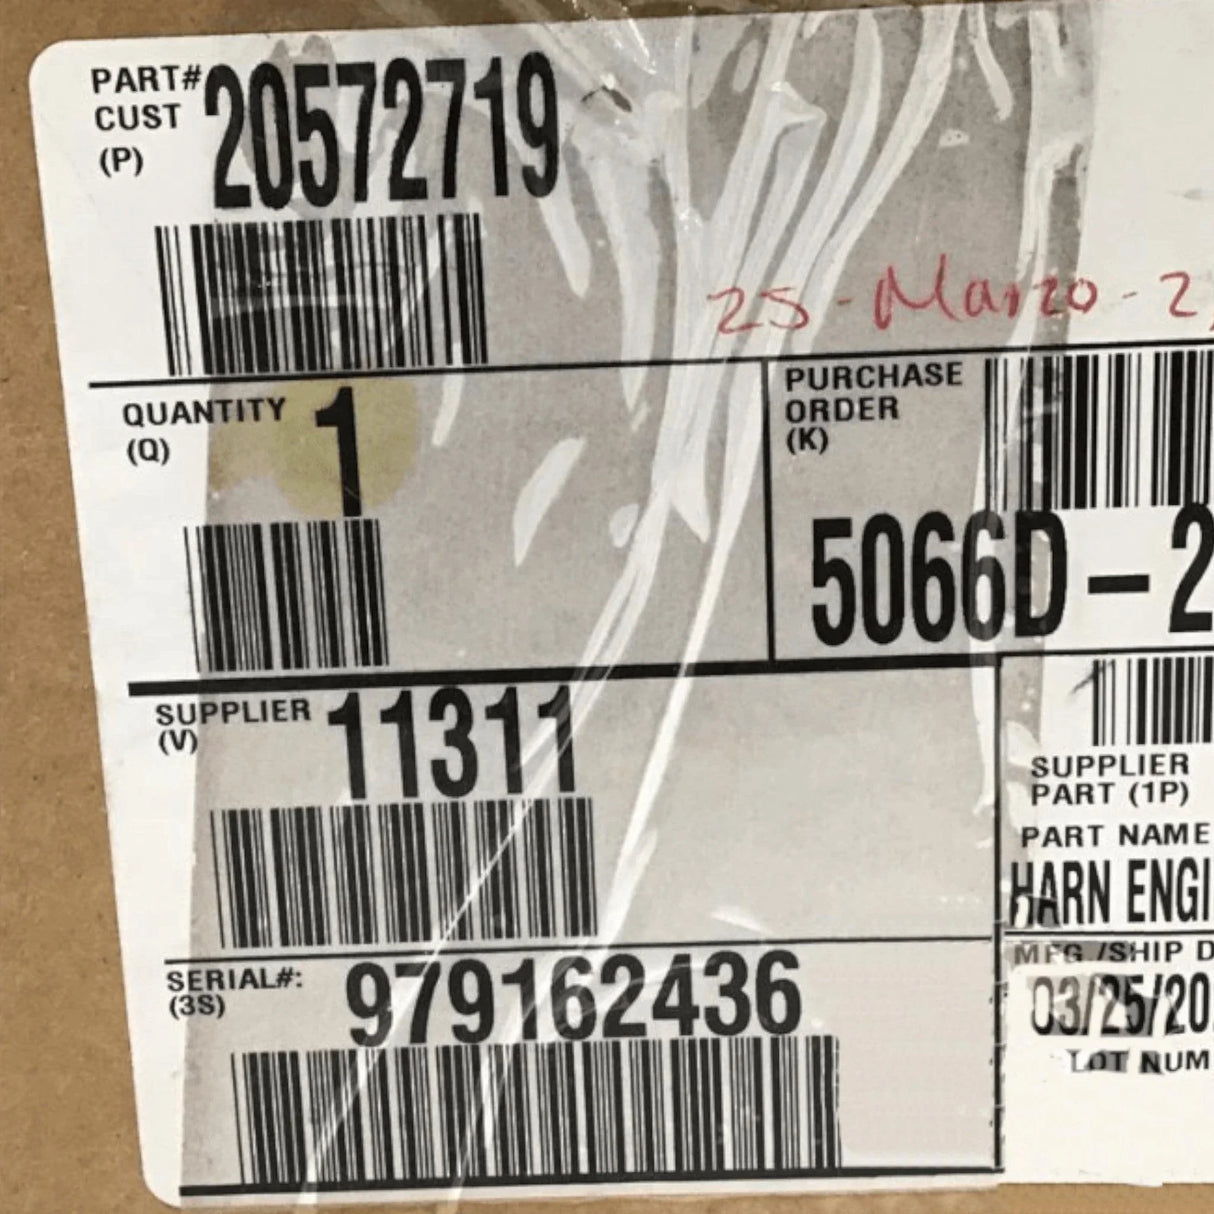 PART# 20572719
CUST
(P)
25-Marzo-2
QUANTITY 1
(Q)
PURCHASE
ORDER
(K)
5066D-2
SUPPLIER 11311
(V)
SUPPLIER
PART (1P)
PART NAME
HARN ENGI
SERIAL#: 979162436
(3S)
MFG./SHIP D
03/25/20
LOT NUM